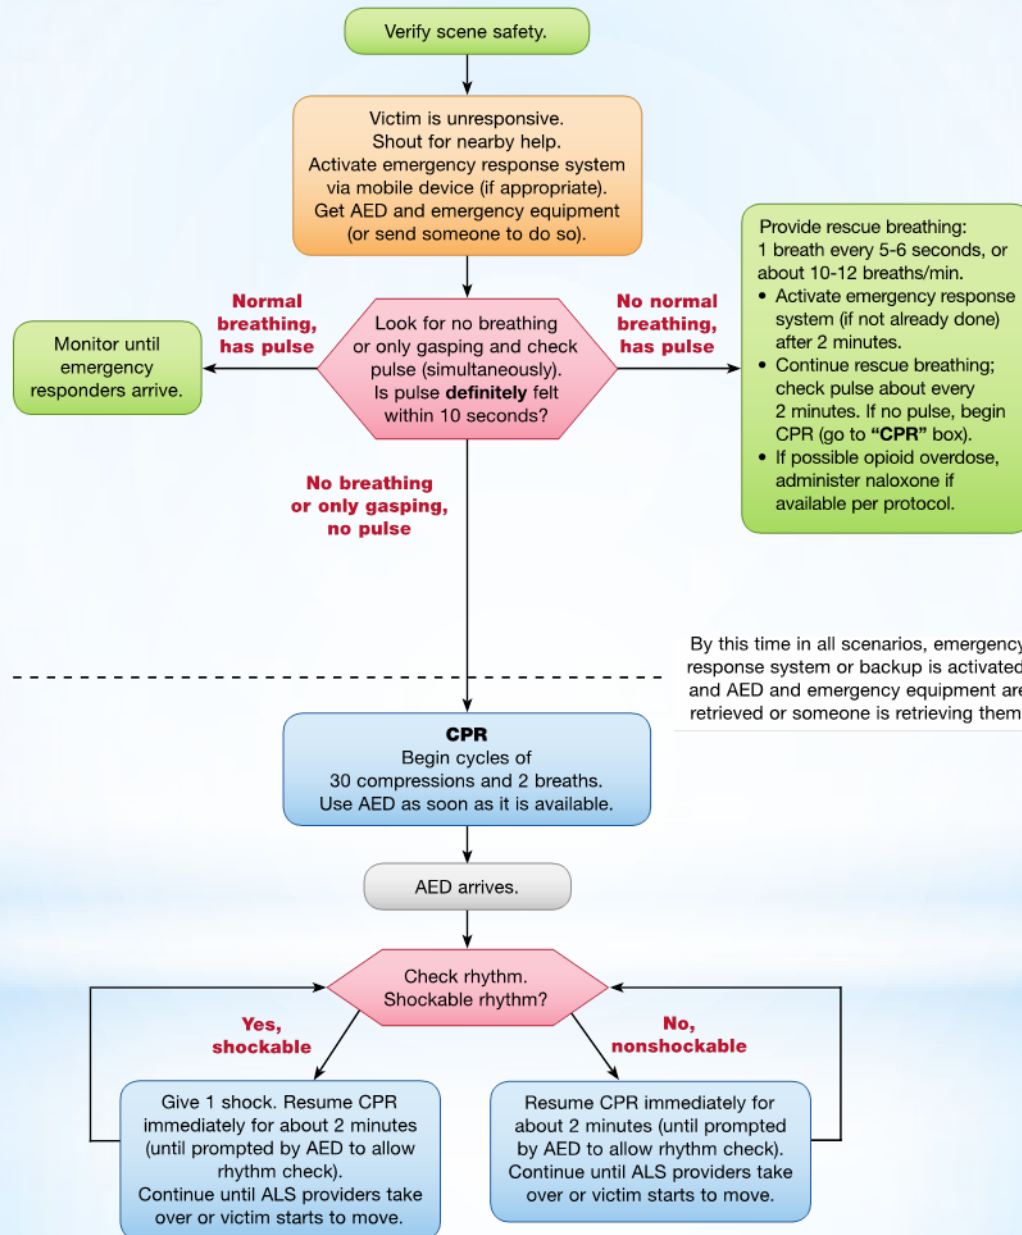 Verify scene safety.
Victim is unresponsive.
Shout for nearby help.
Activate emergency response system
via mobile device (if appropriate).
Get AED and emergency equipment
(or send someone to do so).
Normal
breathing,
has pulse
Monitor until
emergency
responders arrive.
Look for no breathing
or only gasping and check
pulse (simultaneously).
Is pulse definitely felt
within 10 seconds?
No normal
breathing,
has pulse
Provide rescue breathing:
1 breath every 5-6 seconds, or
about 10-12 breaths/min.
• Activate emergency response
system (if not already done)
after 2 minutes.
• Continue rescue breathing;
check pulse about every
2 minutes. If no pulse, begin
CPR (go to “CPR” box).
• If possible opioid overdose,
administer naloxone if
available per protocol.
No breathing
or only gasping,
no pulse
By this time in all scenarios, emergency
response system or backup is activated
and AED and emergency equipment are
retrieved or someone is retrieving them
CPR
Begin cycles of
30 compressions and 2 breaths.
Use AED as soon as it is available.
AED arrives.
Check rhythm.
Shockable rhythm?
Yes,
shockable
No,
nonshockable
Give 1 shock. Resume CPR
immediately for about 2 minutes
(until prompted by AED to allow
rhythm check).
Continue until ALS providers take
over or victim starts to move.
Resume CPR immediately for
about 2 minutes (until prompted
by AED to allow rhythm check).
Continue until ALS providers take
over or victim starts to move.